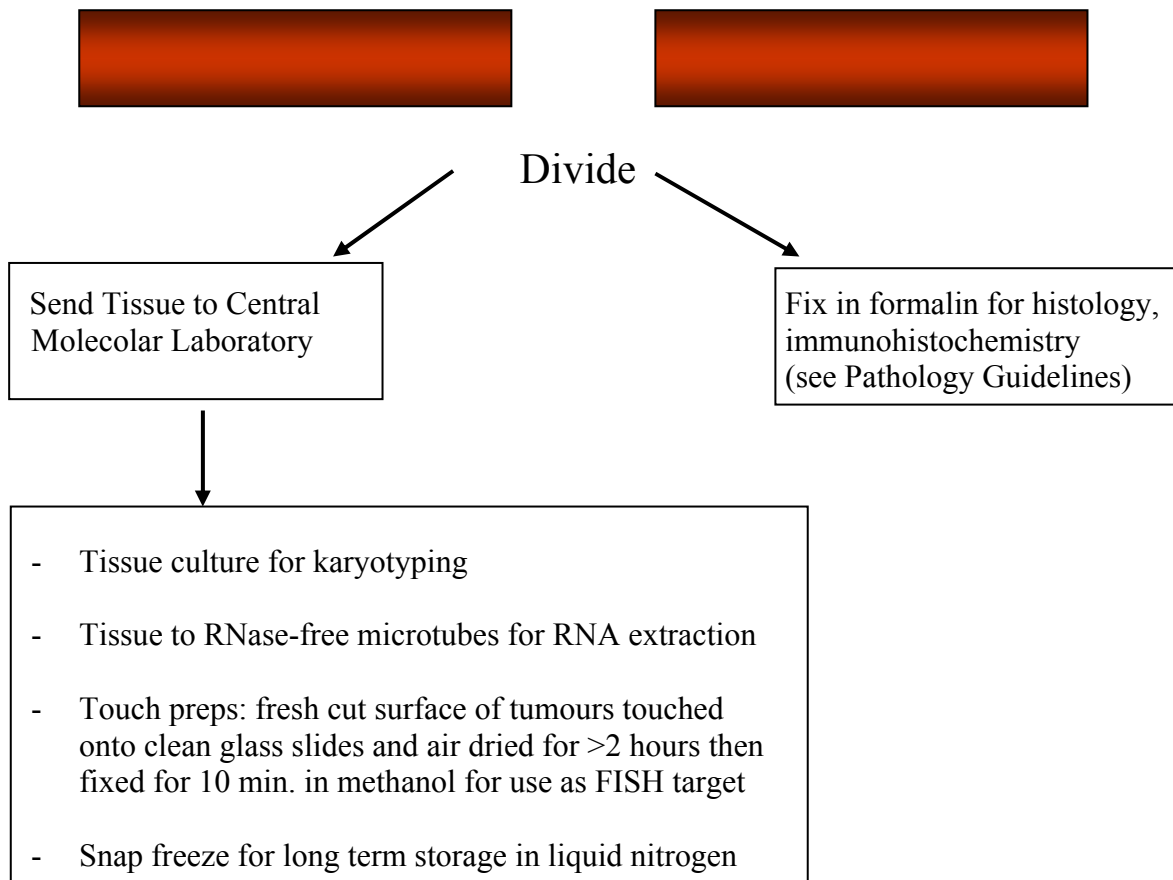 Divide
Send Tissue to Central
Molecolar Laboratory
Fix in formalin for histology,
immunohistochemistry
(see Pathology Guidelines)
- Tissue culture for karyotyping
- Tissue to RNase-free microtubes for RNA extraction
- Touch preps: fresh cut surface of tumours touched
onto clean glass slides and air dried for >2 hours then
fixed for 10 min. in methanol for use as FISH target
- Snap freeze for long term storage in liquid nitrogen